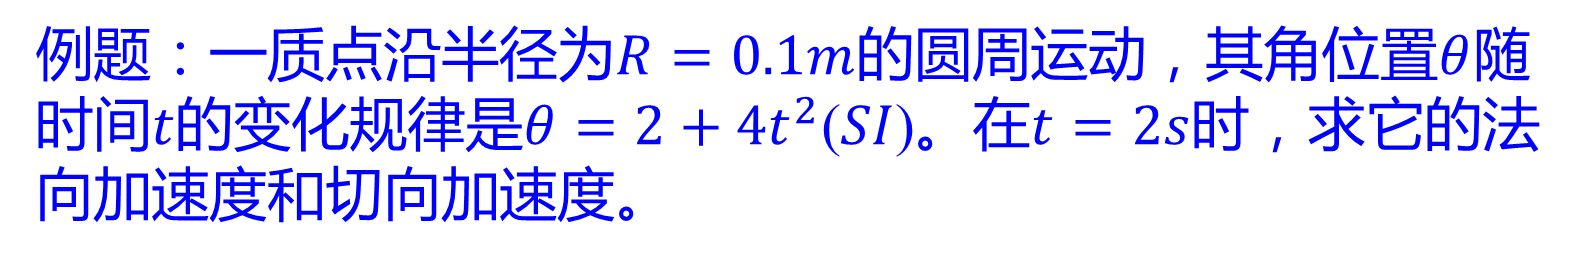 例题：一质点沿半径为R = 0.1m的圆周运动，其角位置θ随
时间t的变化规律是θ = 2 + 4t²(SI)。在t = 2s时，求它的法
向加速度和切向加速度。